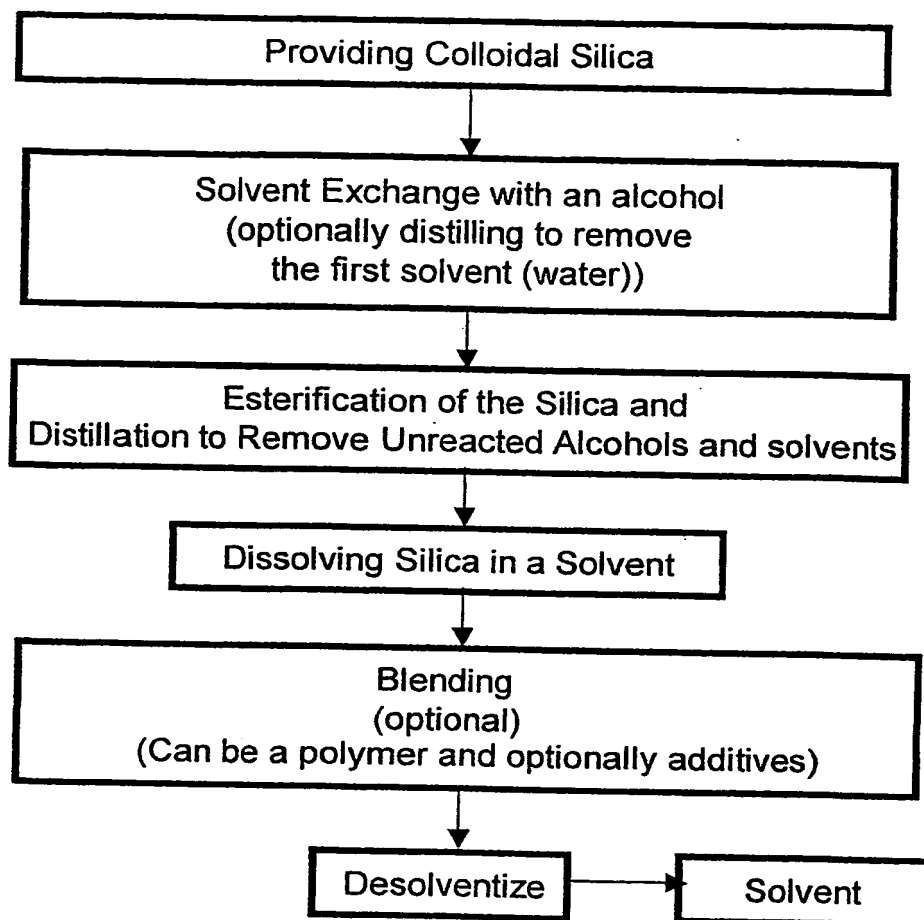 Providing Colloidal Silica
Solvent Exchange with an alcohol
(optionally distilling to remove
the first solvent (water))
Esterification of the Silica and
Distillation to Remove Unreacted Alcohols and solvents
Dissolving Silica in a Solvent
Blending
(optional)
(Can be a polymer and optionally additives)
Desolventize
Solvent